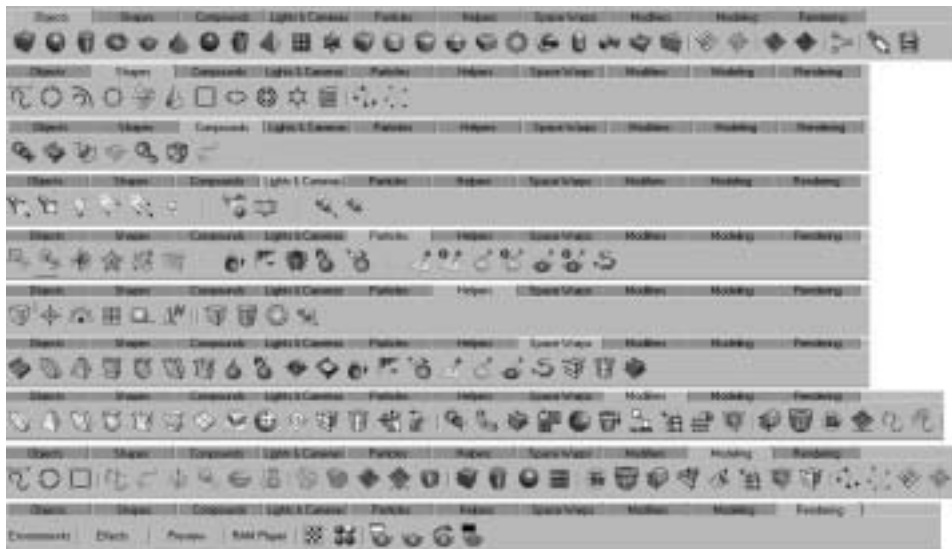 Objects Shapes Compounds Lights & Cameras Particles Helpers Space Warps Modifiers Modeling Rendering
Objects Shapes Compounds Lights & Cameras Particles Helpers Space Warps Modifiers Modeling Rendering
Objects Shapes Compounds Lights & Cameras Particles Helpers Space Warps Modifiers Modeling Rendering
Objects Shapes Compounds Lights & Cameras Particles Helpers Space Warps Modifiers Modeling Rendering
Objects Shapes Compounds Lights & Cameras Particles Helpers Space Warps Modifiers Modeling Rendering
Objects Shapes Compounds Lights & Cameras Particles Helpers Space Warps Modifiers Modeling Rendering
Objects Shapes Compounds Lights & Cameras Particles Helpers Space Warps Modifiers Modeling Rendering
Objects Shapes Compounds Lights & Cameras Particles Helpers Space Warps Modifiers Modeling Rendering
Objects Shapes Compounds Lights & Cameras Particles Helpers Space Warps Modifiers Modeling Rendering
Objects Shapes Compounds Lights & Cameras Particles Helpers Space Warps Modifiers Modeling Rendering
Environments Effects Preview RAM Player